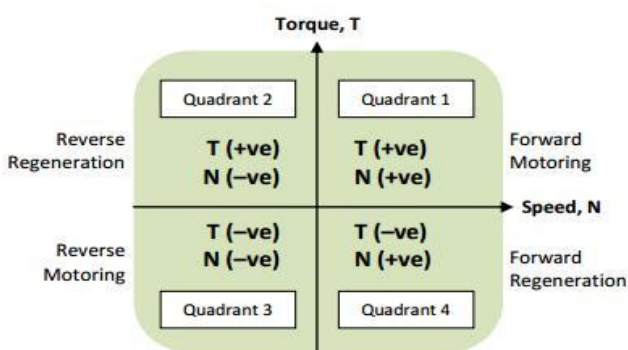 Torque, T
Quadrant 2
Quadrant 1
Reverse
Regeneration
T (+ve)
N (–ve)
T (+ve)
N (+ve)
Forward
Motoring
Speed, N
Reverse
Motoring
T (–ve)
N (–ve)
T (–ve)
N (+ve)
Forward
Regeneration
Quadrant 3
Quadrant 4